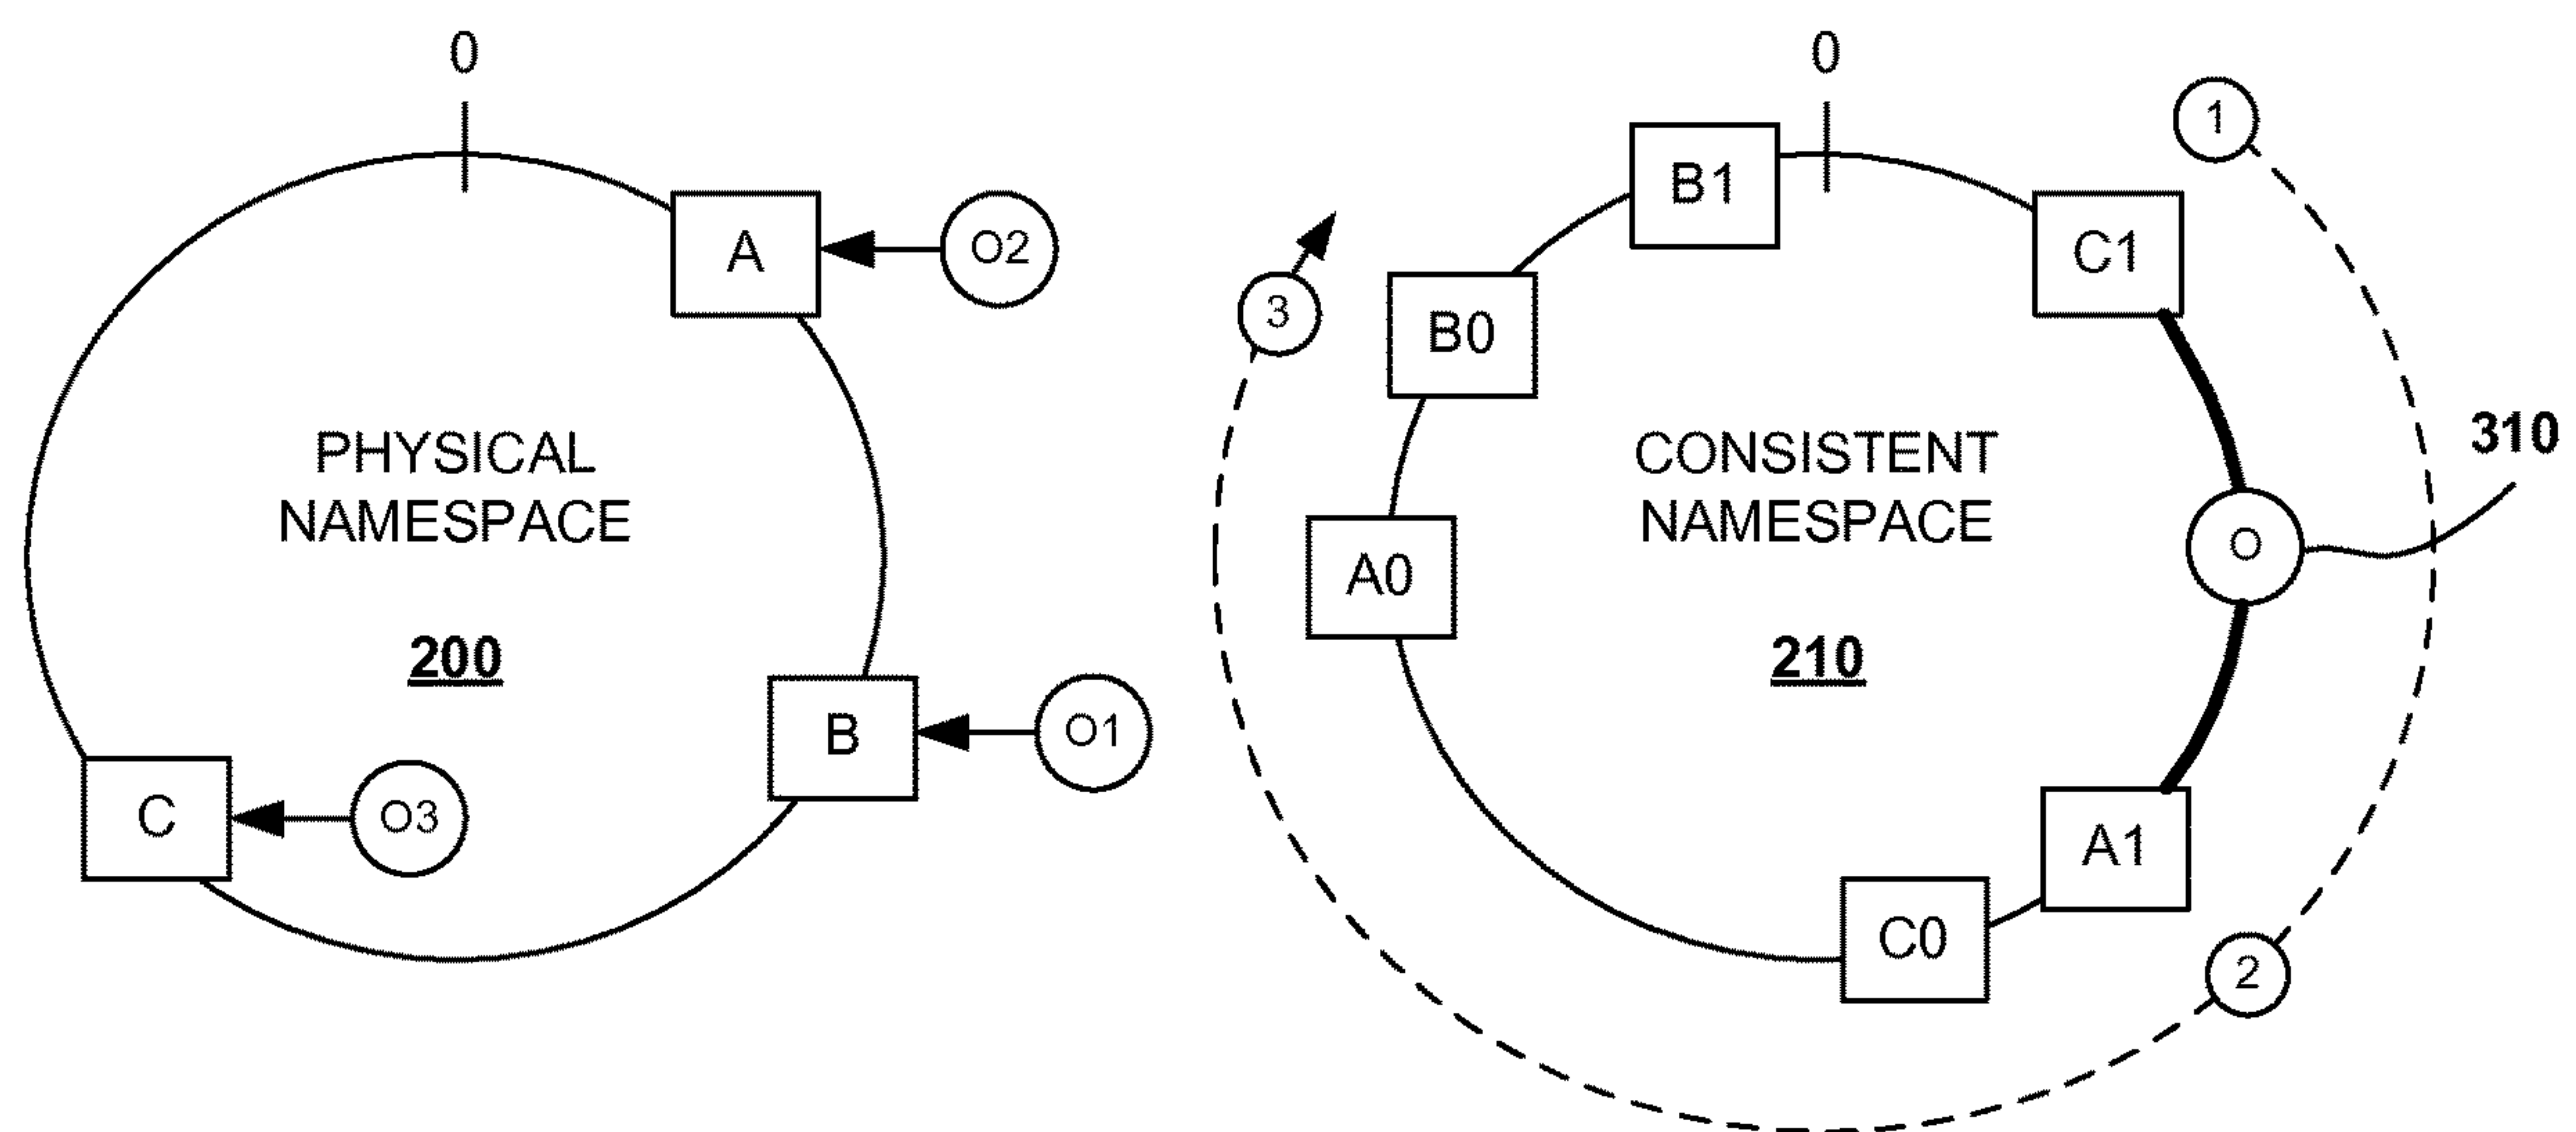 0
A
O2
PHYSICAL
NAMESPACE
200
B
O1
C
O3
0
1
B1
C1
3
B0
CONSISTENT
NAMESPACE
310
O
A0
210
A1
C0
2